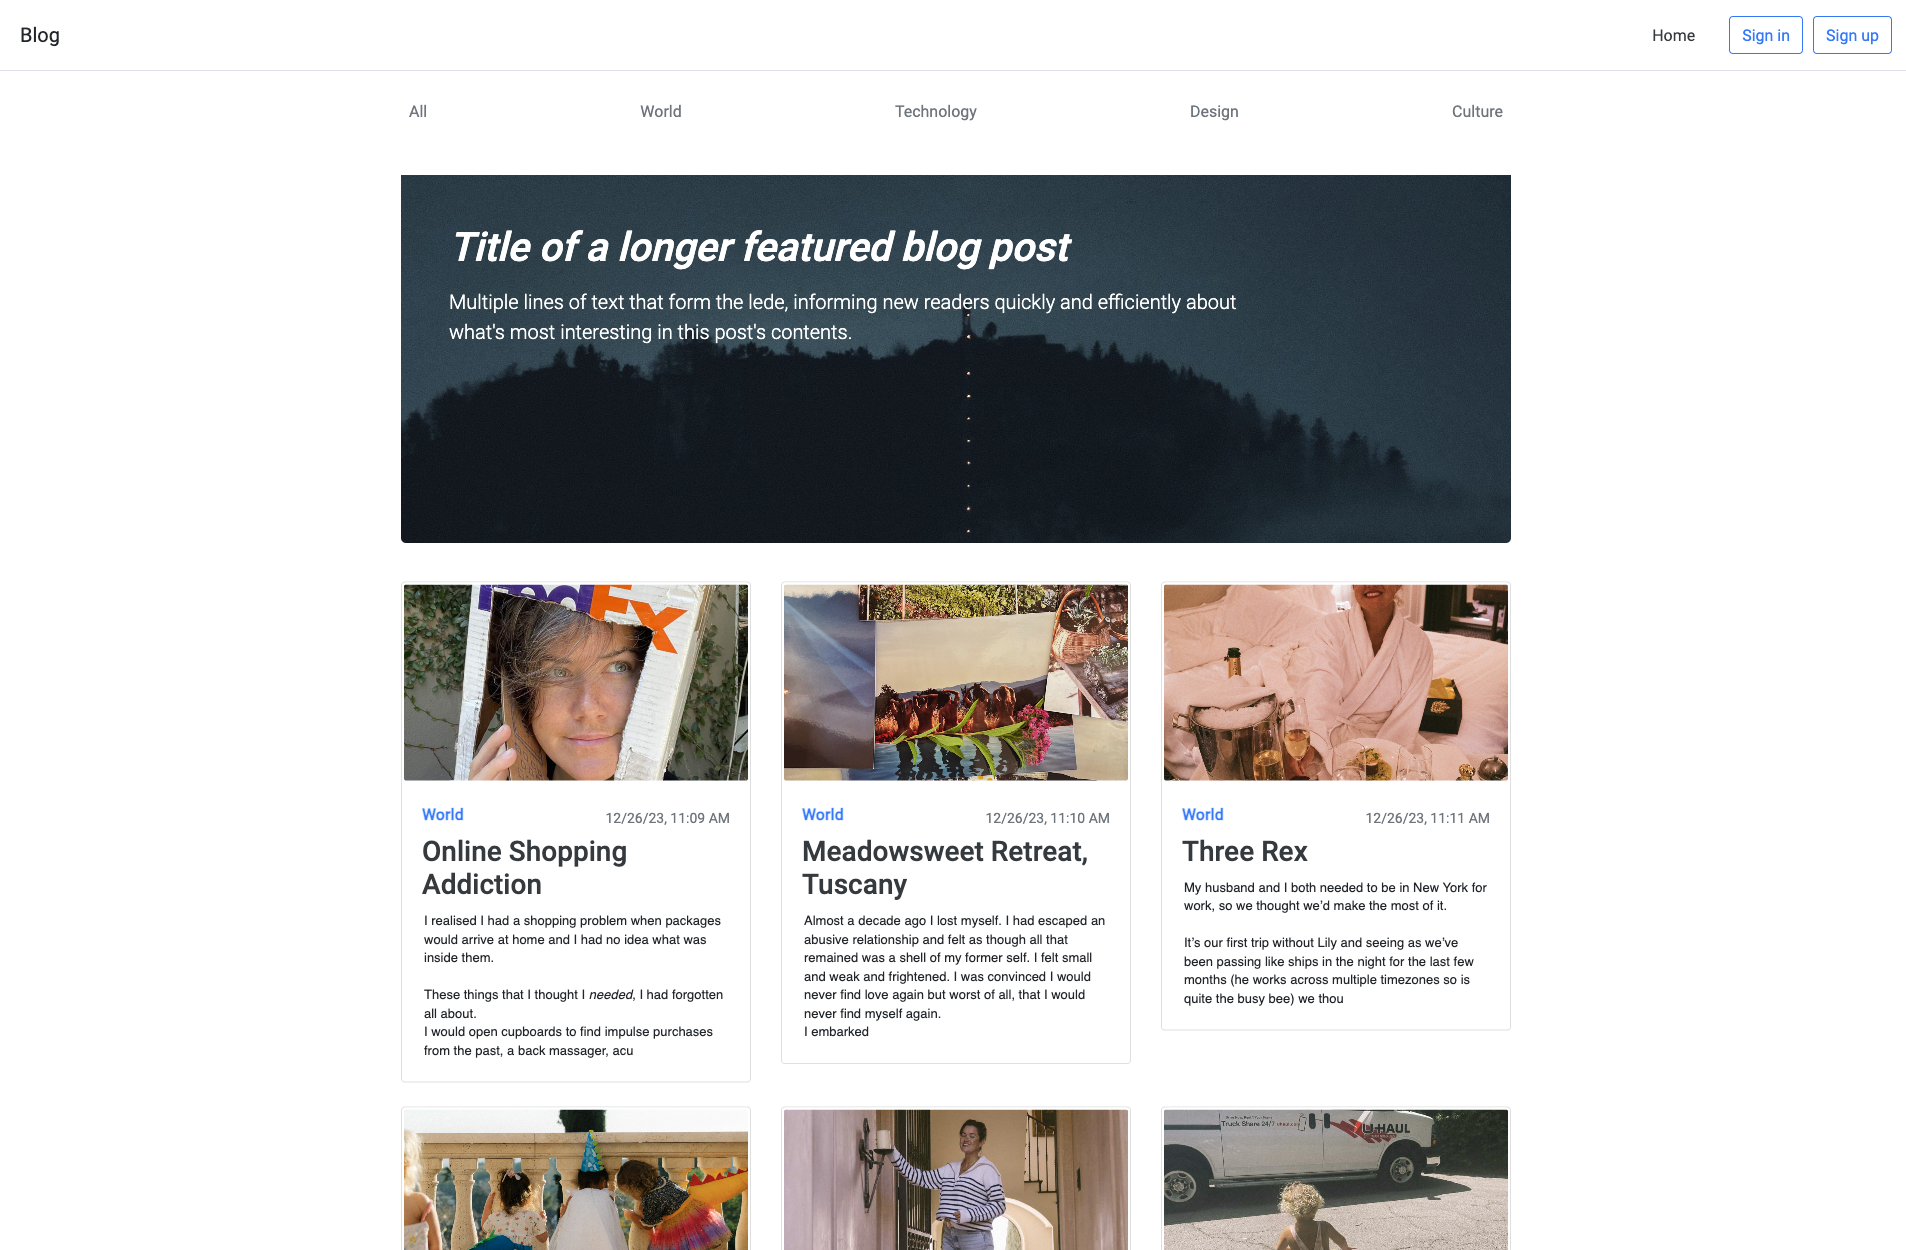 Blog
Home
Sign in
Sign up
All
World
Technology
Design
Culture
Title of a longer featured blog post
Multiple lines of text that form the lede, informing new readers quickly and efficiently about
what's most interesting in this post's contents.
FedEx
World
12/26/23, 11:09 AM
Online Shopping
Addiction
I realised I had a shopping problem when packages
would arrive at home and I had no idea what was
inside them.
These things that I thought I needed, I had forgotten
all about.
I would open cupboards to find impulse purchases
from the past, a back massager, acu
World
12/26/23, 11:10 AM
Meadowsweet Retreat,
Tuscany
Almost a decade ago I lost myself. I had escaped an
abusive relationship and felt as though all that
remained was a shell of my former self. I felt small
and weak and frightened. I was convinced I would
never find love again but worst of all, that I would
never find myself again.
I embarked
World
12/26/23, 11:11 AM
Three Rex
My husband and I both needed to be in New York for
work, so we thought we’d make the most of it.
It’s our first trip without Lily and seeing as we’ve
been passing like ships in the night for the last few
months (he works across multiple timezones so is
quite the busy bee) we thou
Truck Share 24/7
U-HAUL